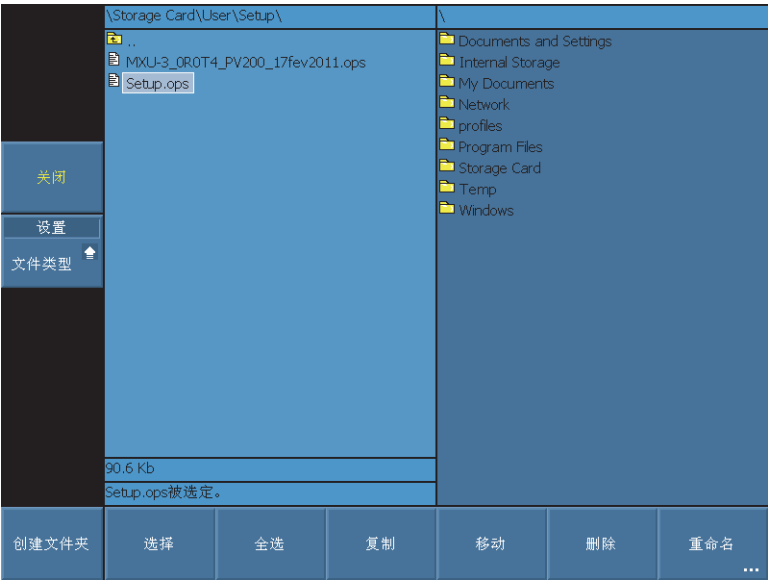 \Storage Card\User\Setup\
..
MXU-3_0R0T4_PV200_17fev2011.ops
Setup.ops
90.6 Kb
Setup.ops被选定。
\
Documents and Settings
Internal Storage
My Documents
Network
profiles
Program Files
Storage Card
Temp
Windows
关闭
设置
文件类型
创建文件夹
选择
全选
复制
移动
删除
重命名
...